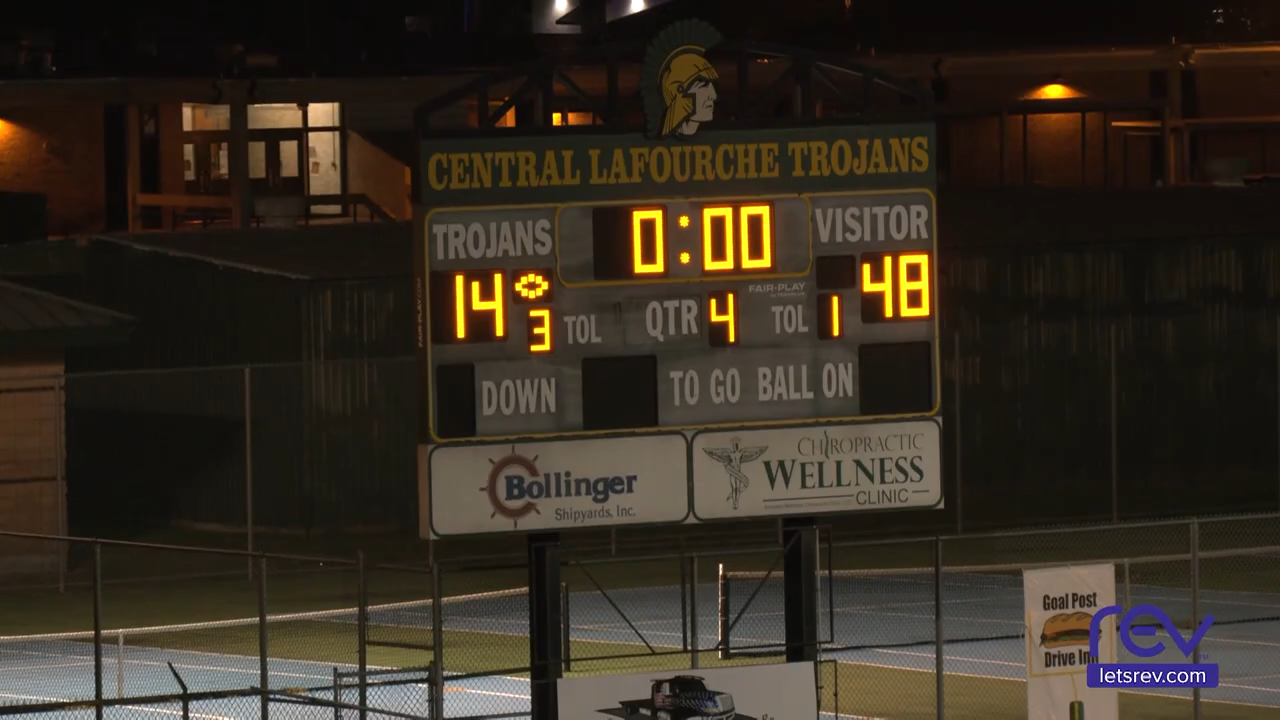 CENTRAL LAFOURCHE TROJANS
TROJANS 0:00 VISITOR
14 48
FAIR-PLAY
3 TOL QTR 4 TOL 1
DOWN TO GO BALL ON
Bollinger
Shipyards, Inc.
CHIROPRACTIC
WELLNESS
CLINIC
Goal Post
Drive Inn
rev
letsrev.com